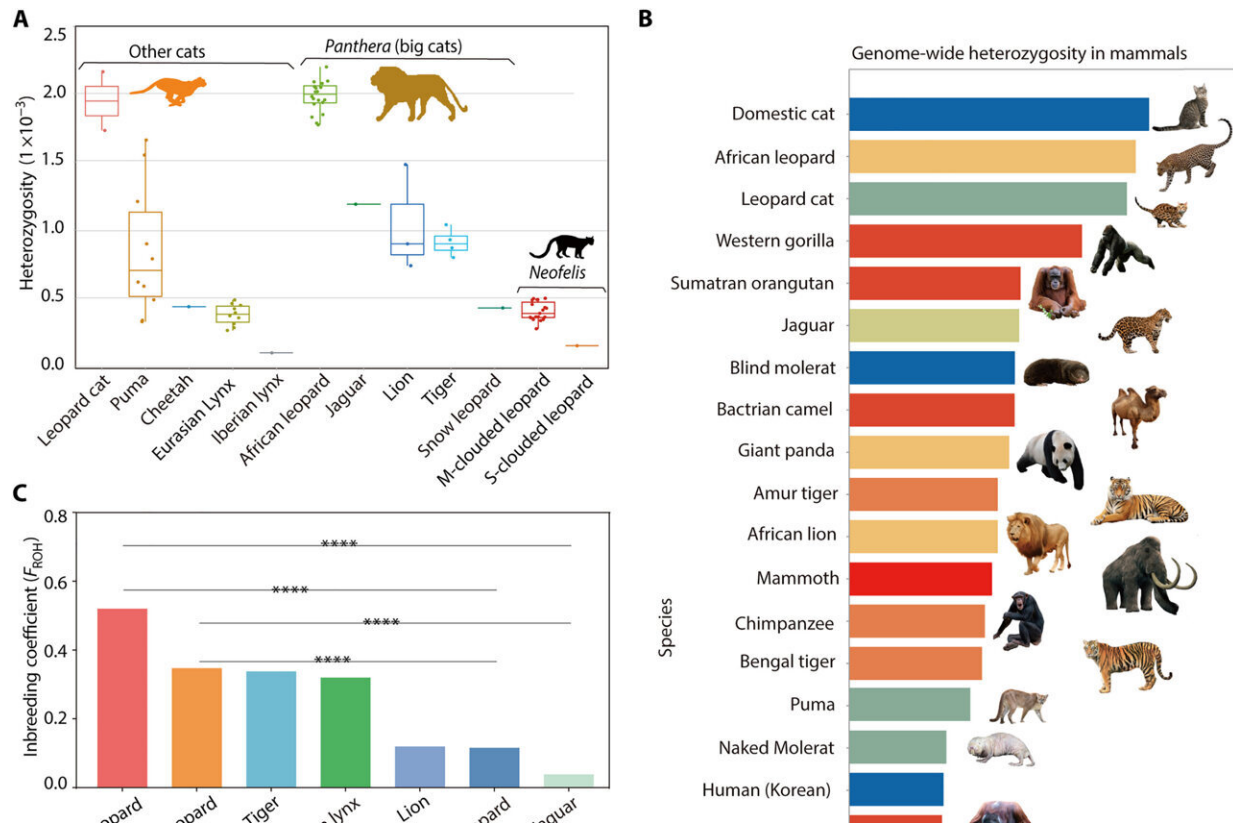 A
Other cats
Panthera (big cats)
Neofelis
Heterozygosity (1 ×10⁻³)
2.5
2.0
1.5
1.0
0.5
0.0
Leopard cat
Puma
Cheetah
Eurasian Lynx
Iberian lynx
African leopard
Jaguar
Lion
Tiger
Snow leopard
M-clouded leopard
S-clouded leopard
B
Genome-wide heterozygosity in mammals
Species
Domestic cat
African leopard
Leopard cat
Western gorilla
Sumatran orangutan
Jaguar
Blind molerat
Bactrian camel
Giant panda
Amur tiger
African lion
Mammoth
Chimpanzee
Bengal tiger
Puma
Naked Molerat
Human (Korean)
C
Inbreeding coefficient (F_ROH)
0.8
0.6
0.4
0.2
0.0
****
****
****
****
Tiger
lynx
Lion